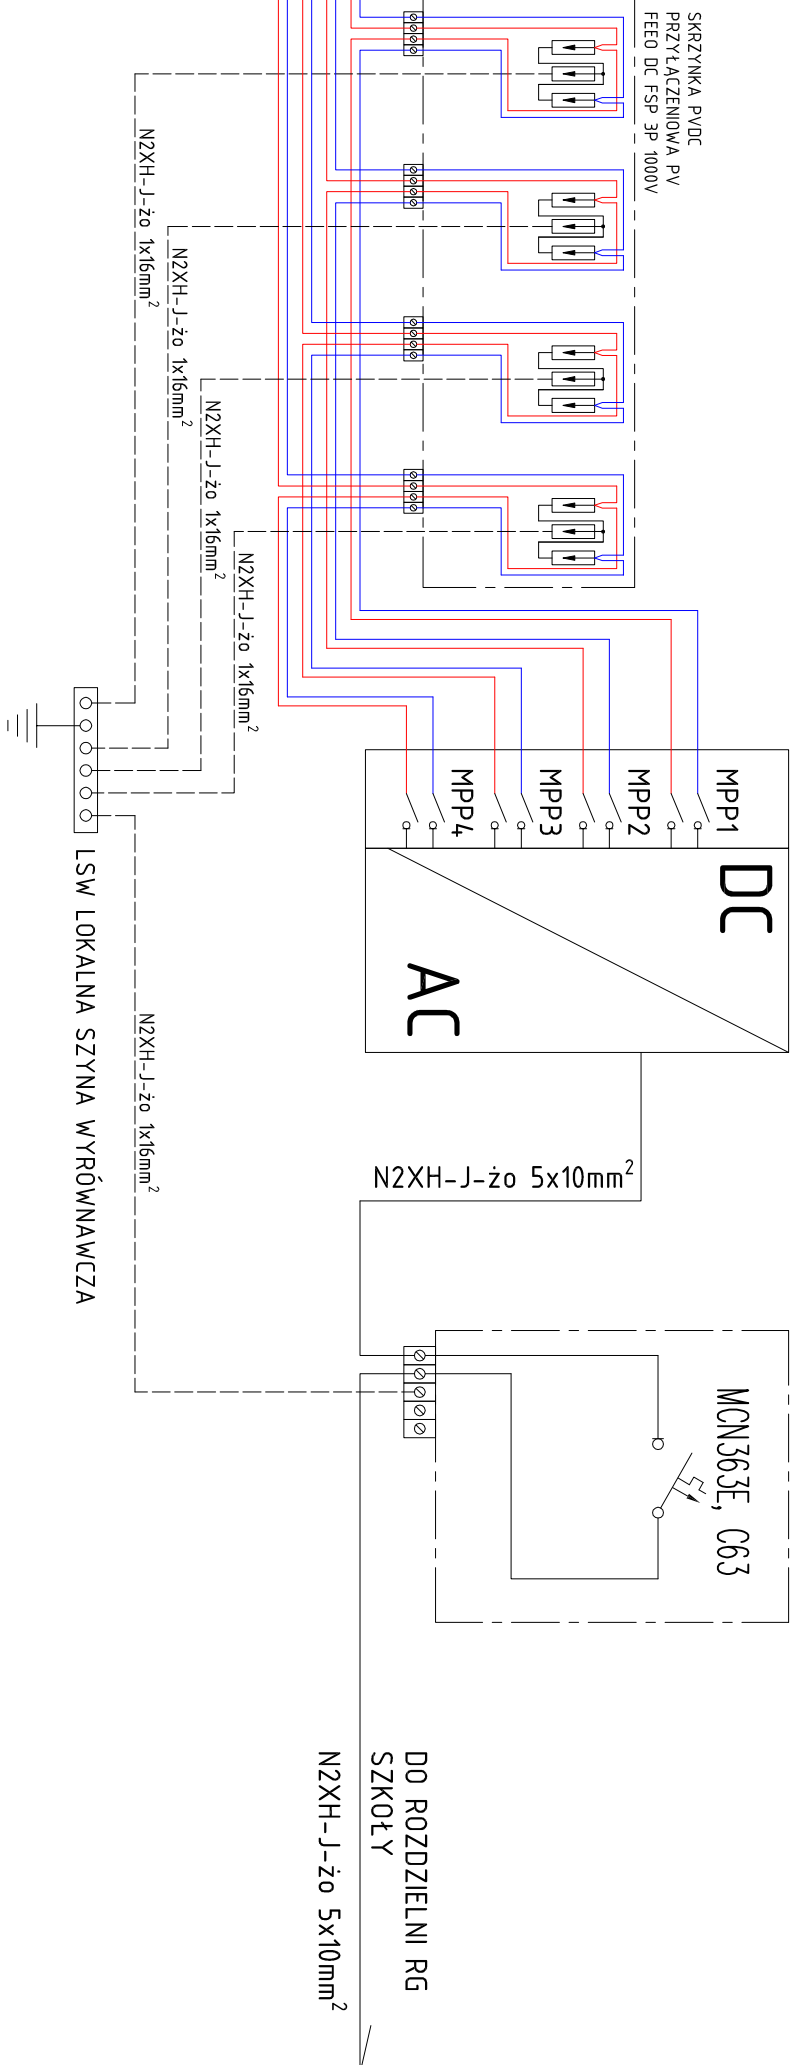 SKRZYNKA PVDC
PRZYŁĄCZENIOWA PV
FEEO DC FSP 3P 1000V
N2XH-J-żo 1x16mm²
N2XH-J-żo 1x16mm²
N2XH-J-żo 1x16mm²
N2XH-J-żo 1x16mm²
MPP1
MPP2
MPP3
MPP4
DC
AC
LSW LOKALNA SZYNA WYRÓWNAWCZA
N2XH-J-żo 1x16mm²
N2XH-J-żo 5x10mm²
MCN363E, C63
DO ROZDZIELNI RG
SZKOŁY
N2XH-J-żo 5x10mm²